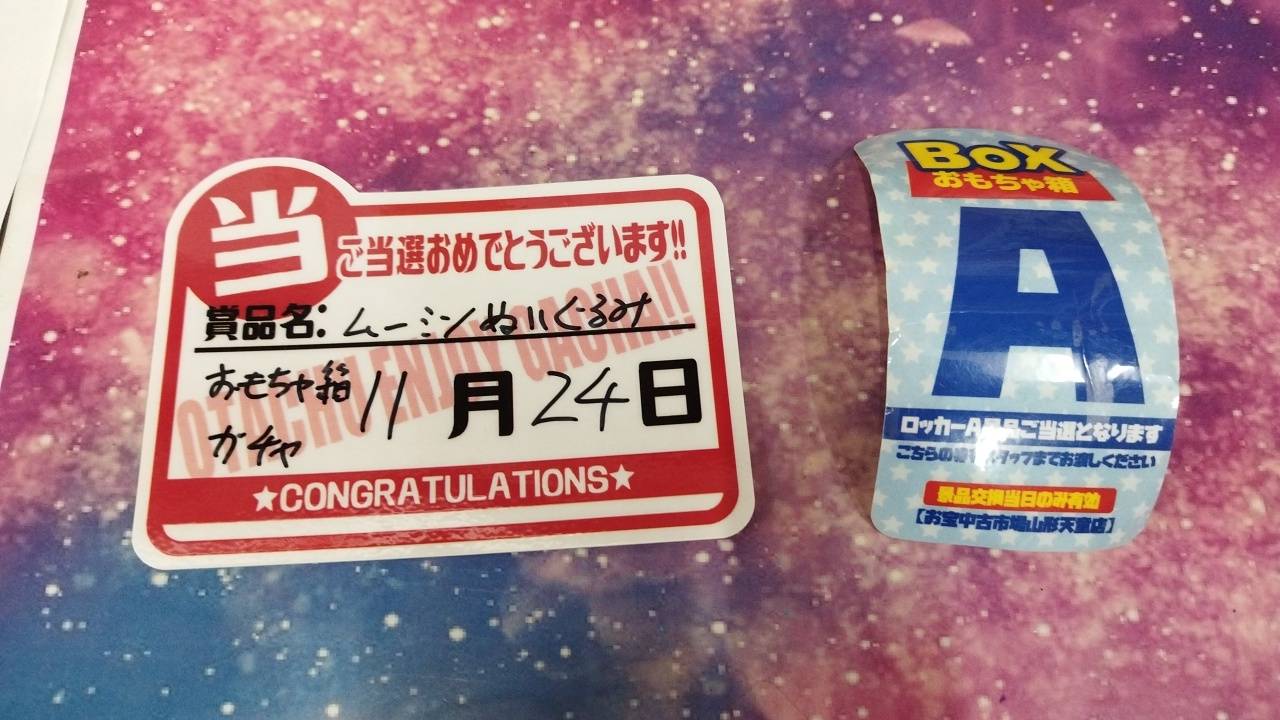 当
ご当選おめでとうございます!!
賞品名: ムーミンぬいぐるみ
OTACHU ENJOY GACHA!!
おもちゃ箱
ガチャ
11月24日
★CONGRATULATIONS★
BOX
おもちゃ箱
A
ロッカーA景品ご当選となります
こちらの スタッフまでお渡しください
景品交換当日のみ有効
【お宝中古市場山形天童店】